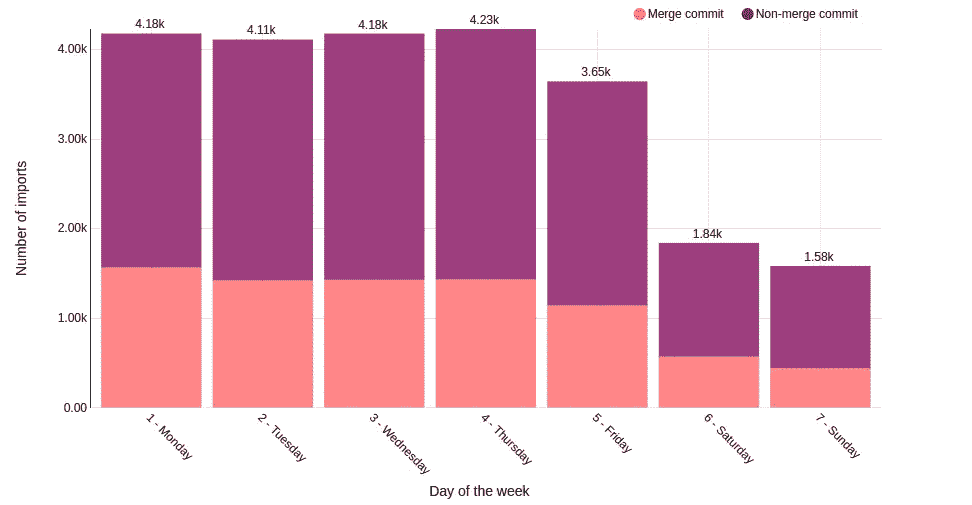 Merge commit Non-merge commit
4.18k 4.11k 4.18k 4.23k 3.65k 1.84k 1.58k
Number of imports
4.00k
3.00k
2.00k
1.00k
0.00
1 - Monday 2 - Tuesday 3 - Wednesday 4 - Thursday 5 - Friday 6 - Saturday 7 - Sunday
Day of the week